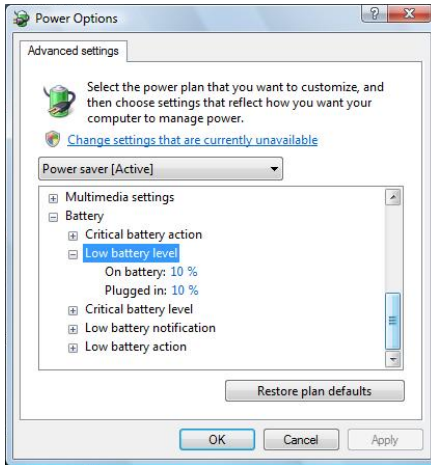 Power Options
Advanced settings
Select the power plan that you want to customize, and
then choose settings that reflect how you want your
computer to manage power.
Change settings that are currently unavailable
Power saver [Active]
Multimedia settings
Battery
Critical battery action
Low battery level
On battery: 10 %
Plugged in: 10 %
Critical battery level
Low battery notification
Low battery action
Restore plan defaults
OK Cancel Apply